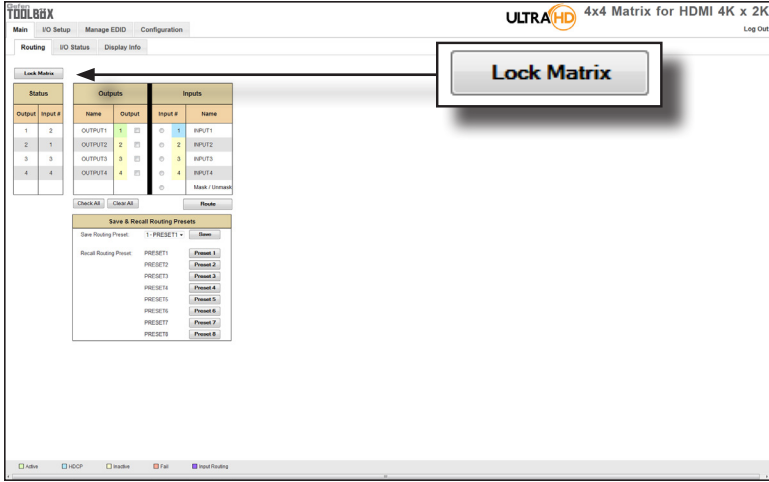 Gefen
TOOLBOX
ULTRA HD
4x4 Matrix for HDMI 4K x 2K
Main I/O Setup Manage EDID Configuration
Log Out
Routing I/O Status Display Info
Lock Matrix
Lock Matrix
Status Outputs Inputs
Output Input # Name Output Input # Name
1 2 OUTPUT1 1 1 INPUT1
2 1 OUTPUT2 2 2 INPUT2
3 3 OUTPUT3 3 3 INPUT3
4 4 OUTPUT4 4 4 INPUT4
Mask / Unmask
Check All Clear All Route
Save & Recall Routing Presets
Save Routing Preset: 1 - PRESET1 Save
Recall Routing Preset: PRESET1 Preset 1
PRESET2 Preset 2
PRESET3 Preset 3
PRESET4 Preset 4
PRESET5 Preset 5
PRESET6 Preset 6
PRESET7 Preset 7
PRESET8 Preset 8
Active HDCP Inactive Fail Input Routing